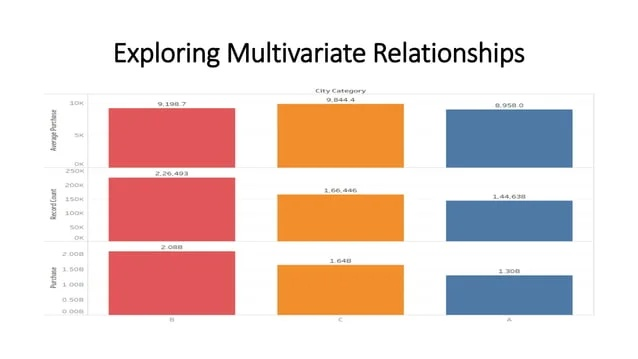 Exploring Multivariate Relationships
City Category
Average Purchase
10K
5K
0K
9,198.7
9,844.4
8,958.0
Record Count
250K
200K
150K
100K
50K
0K
2,26,493
1,66,446
1,44,638
Purchase
2.00B
1.50B
1.00B
0.50B
0.00B
2.08B
1.64B
1.30B
B
C
A